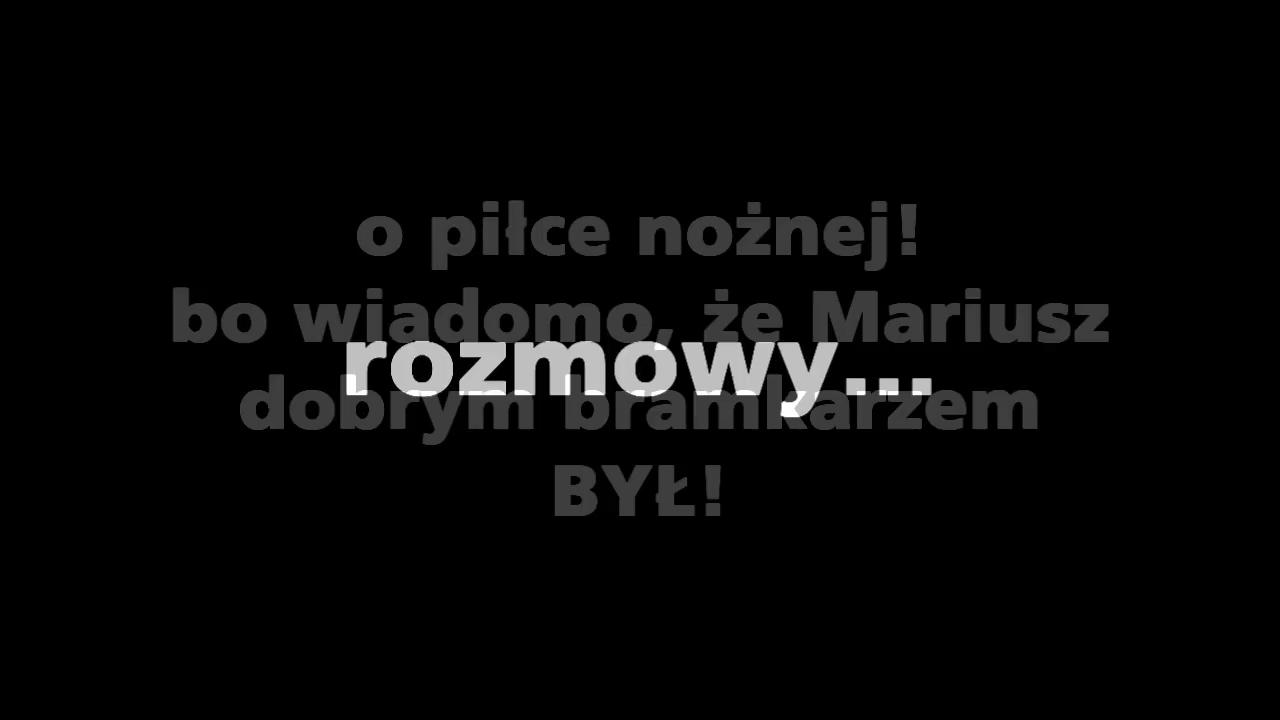 o piłce nożnej!
bo wiadomo, że Mariusz
rozmowy...
dobrym bramkarzem
BYŁ!